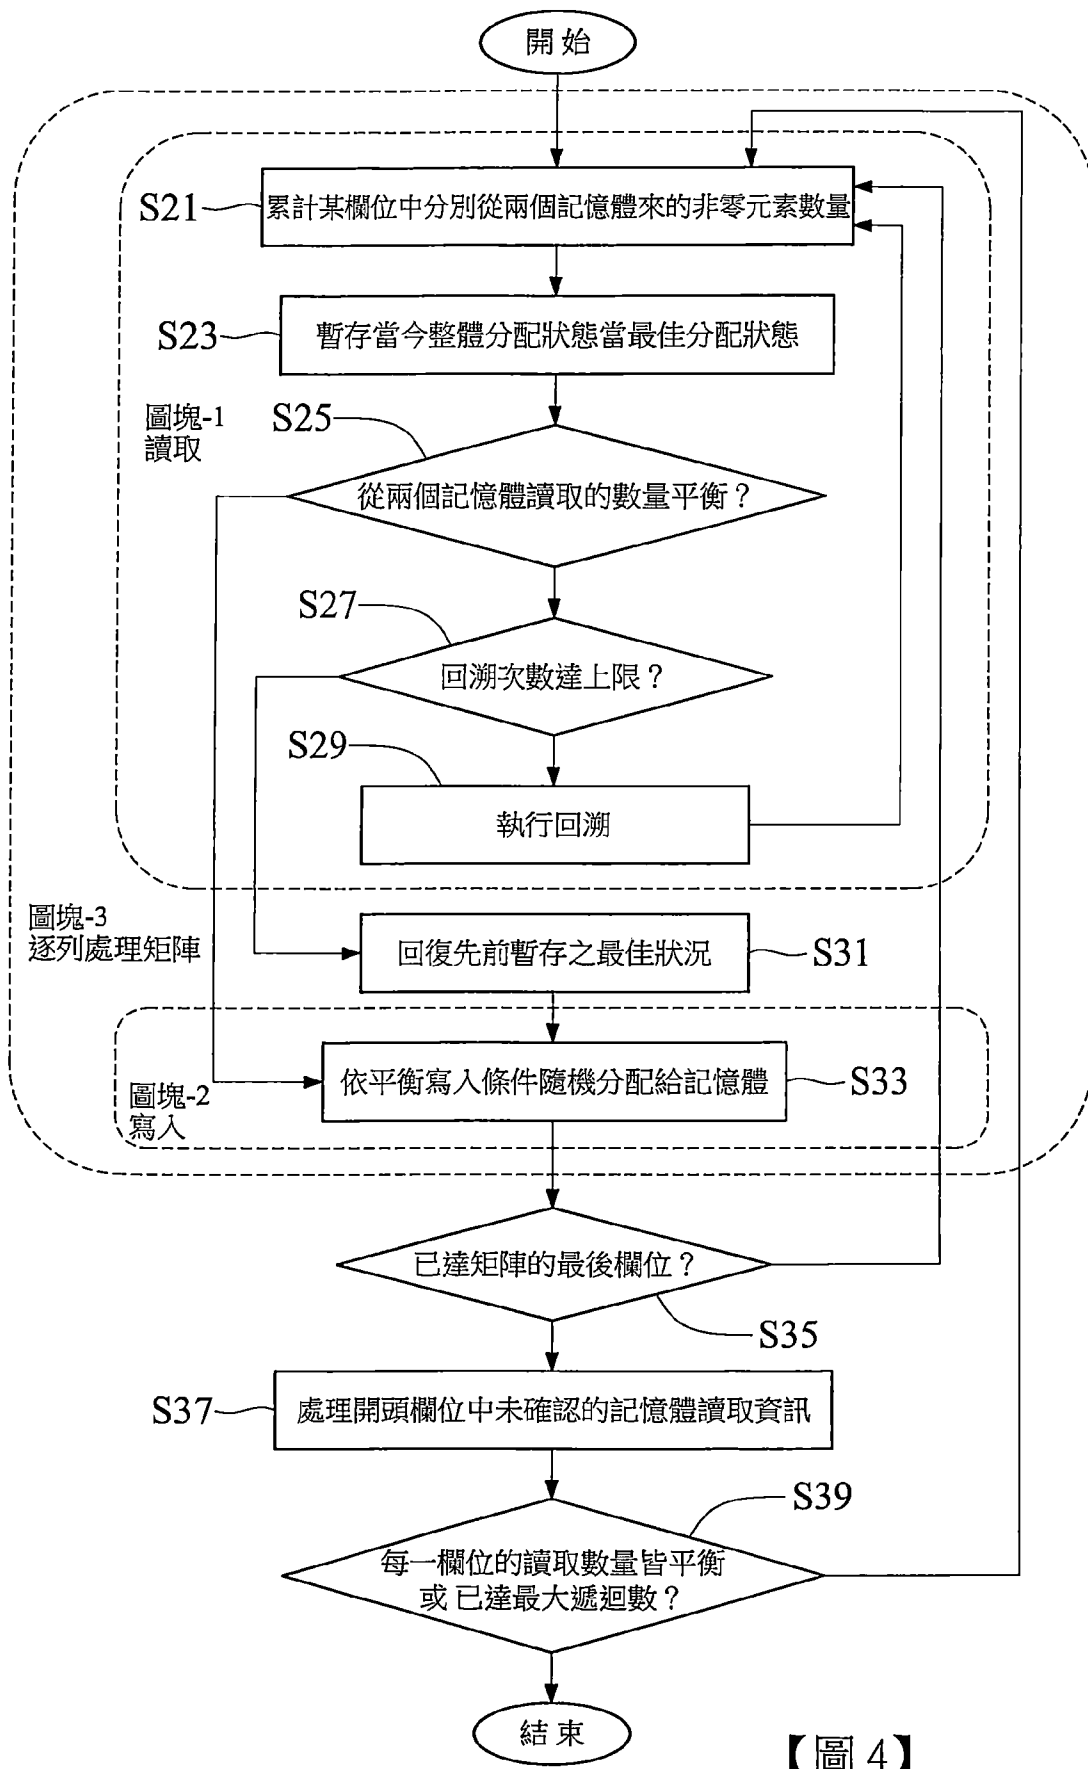 開始
S21
累計某欄位中分別從兩個記憶體來的非零元素數量
S23
暫存當今整體分配狀態當最佳分配狀態
圖塊-1
讀取
S25
從兩個記憶體讀取的數量平衡？
S27
回溯次數達上限？
S29
執行回溯
圖塊-3
逐列處理矩陣
回復先前暫存之最佳狀況
S31
圖塊-2
寫入
依平衡寫入條件隨機分配給記憶體
S33
已達矩陣的最後欄位？
S35
S37
處理開頭欄位中未確認的記憶體讀取資訊
S39
每一欄位的讀取數量皆平衡
或已達最大遞迴數？
結束
【圖 4】